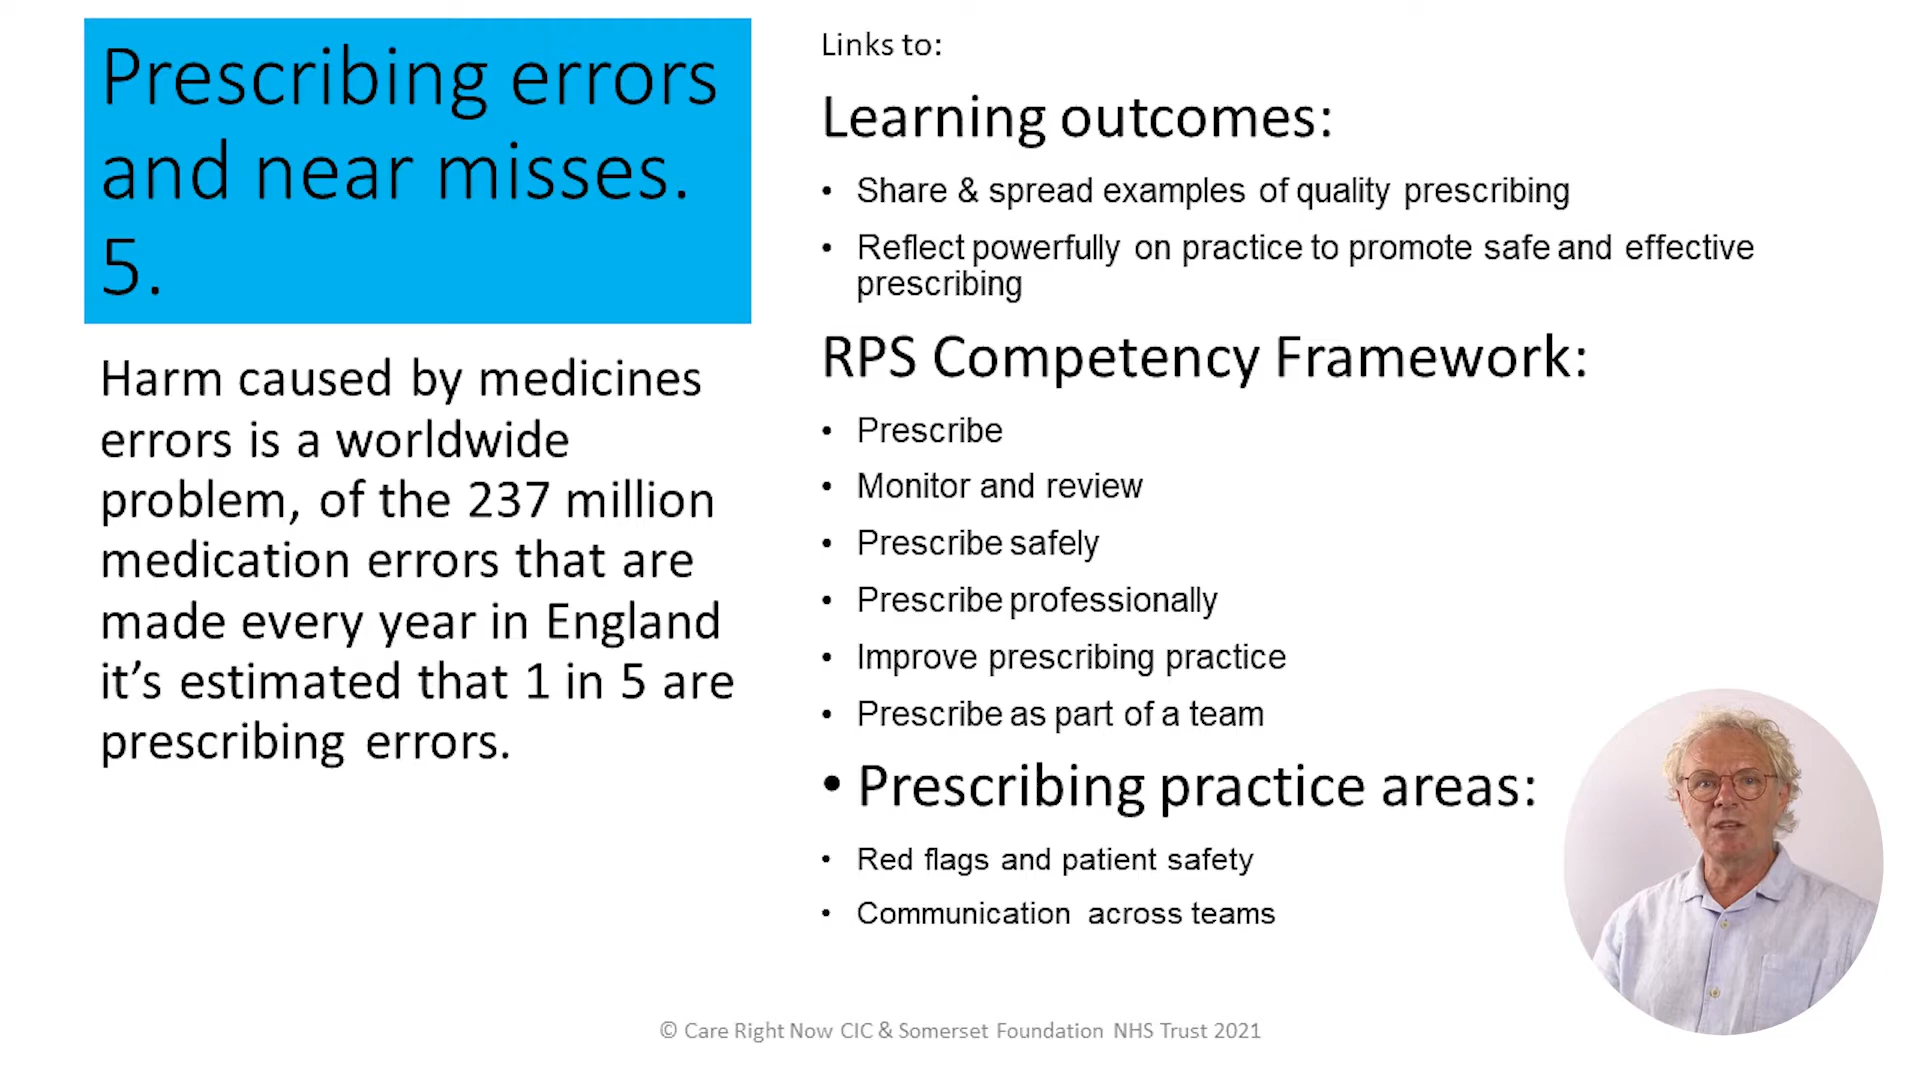 Prescribing errors
and near misses.
5.
Harm caused by medicines
errors is a worldwide
problem, of the 237 million
medication errors that are
made every year in England
it’s estimated that 1 in 5 are
prescribing errors.
Links to:
Learning outcomes:
• Share & spread examples of quality prescribing
• Reflect powerfully on practice to promote safe and effective
prescribing
RPS Competency Framework:
• Prescribe
• Monitor and review
• Prescribe safely
• Prescribe professionally
• Improve prescribing practice
• Prescribe as part of a team
• Prescribing practice areas:
• Red flags and patient safety
• Communication across teams
© Care Right Now CIC & Somerset Foundation NHS Trust 2021